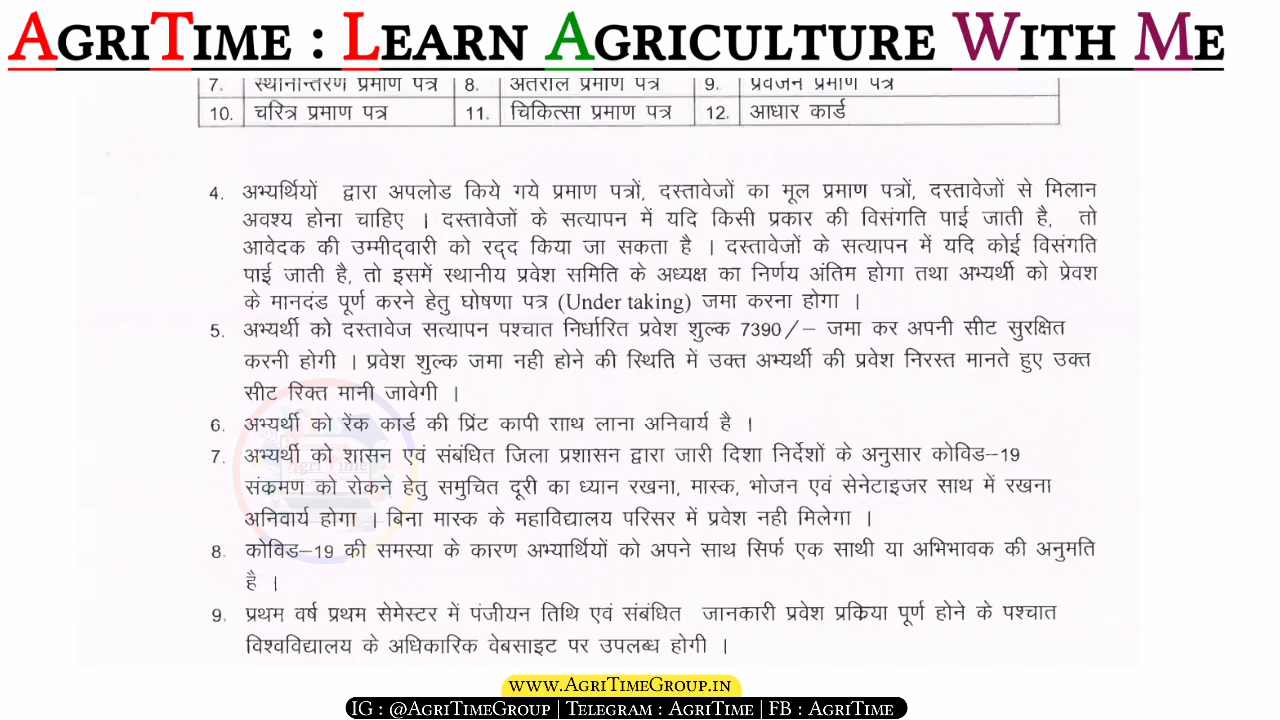 AGRITIME : LEARN AGRICULTURE WITH ME
7. स्थानान्तरण प्रमाण पत्र 8. अंतराल प्रमाण पत्र 9. प्रवजन प्रमाण पत्र
10. चरित्र प्रमाण पत्र 11. चिकित्सा प्रमाण पत्र 12. आधार कार्ड
4. अभ्यर्थियों द्वारा अपलोड किये गये प्रमाण पत्रों, दस्तावेजों का मूल प्रमाण पत्रों, दस्तावेजों से मिलान
अवश्य होना चाहिए । दस्तावेजों के सत्यापन में यदि किसी प्रकार की विसंगति पाई जाती है, तो
आवेदक की उम्मीद्वारी को रद्द किया जा सकता है । दस्तावेजों के सत्यापन में यदि कोई विसंगति
पाई जाती है, तो इसमें स्थानीय प्रवेश समिति के अध्यक्ष का निर्णय अंतिम होगा तथा अभ्यर्थी को प्रेवश
के मानदंड पूर्ण करने हेतु घोषणा पत्र (Under taking) जमा करना होगा ।
5. अभ्यर्थी को दस्तावेज सत्यापन पश्चात निर्धारित प्रवेश शुल्क 7390/– जमा कर अपनी सीट सुरक्षित
करनी होगी । प्रवेश शुल्क जमा नही होने की स्थिति में उक्त अभ्यर्थी की प्रवेश निरस्त मानते हुए उक्त
सीट रिक्त मानी जावेगी ।
6. अभ्यर्थी को रेंक कार्ड की प्रिंट कापी साथ लाना अनिवार्य है ।
7. अभ्यर्थी को शासन एवं संबंधित जिला प्रशासन द्वारा जारी दिशा निर्देशों के अनुसार कोविड–19
संक्रमण को रोकने हेतु समुचित दूरी का ध्यान रखना, मास्क, भोजन एवं सेनेटाइजर साथ में रखना
अनिवार्य होगा । बिना मास्क के महाविद्यालय परिसर में प्रवेश नही मिलेगा ।
8. कोविड–19 की समस्या के कारण अभ्यार्थियों को अपने साथ सिर्फ एक साथी या अभिभावक की अनुमति
है ।
9. प्रथम वर्ष प्रथम सेमेस्टर में पंजीयन तिथि एवं संबंधित जानकारी प्रवेश प्रक्रिया पूर्ण होने के पश्चात
विश्वविद्यालय के अधिकारिक वेबसाइट पर उपलब्ध होगी ।
Agri Time
WWW.AGRITIMEGROUP.IN
IG : @AGRITIMEGROUP | TELEGRAM : AGRITIME | FB : AGRITIME